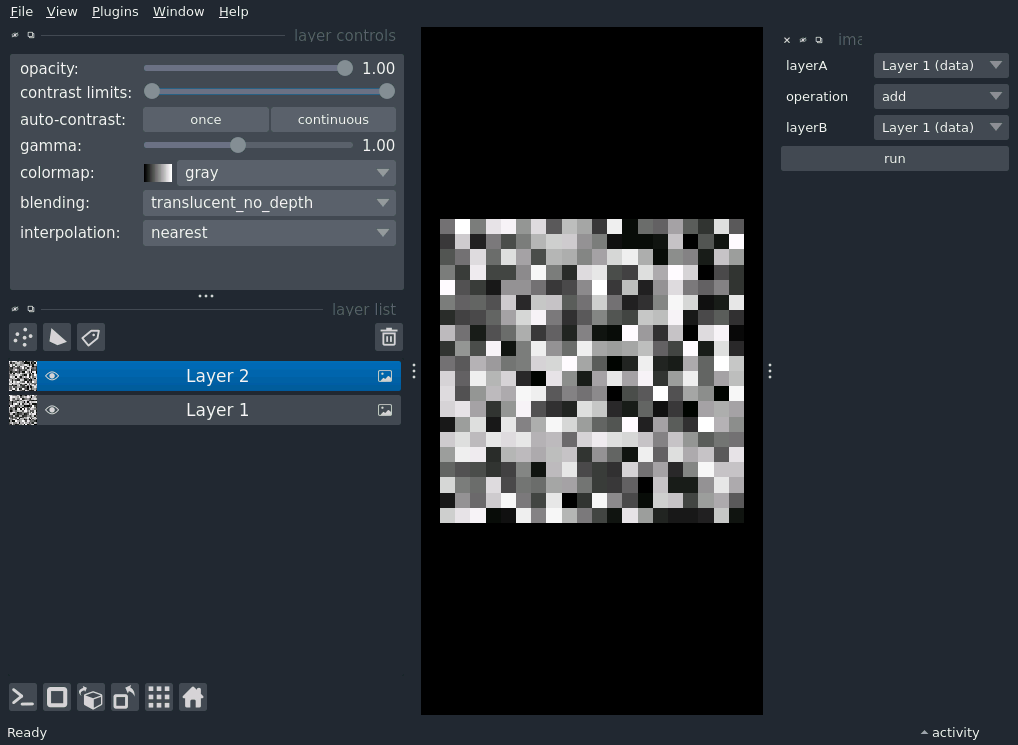 File View Plugins Window Help
layer controls
opacity: 1.00
contrast limits:
auto-contrast: once continuous
gamma: 1.00
colormap: gray
blending: translucent_no_depth
interpolation: nearest
layer list
Layer 2
Layer 1
ima
layerA Layer 1 (data)
operation add
layerB Layer 1 (data)
run
Ready
activity